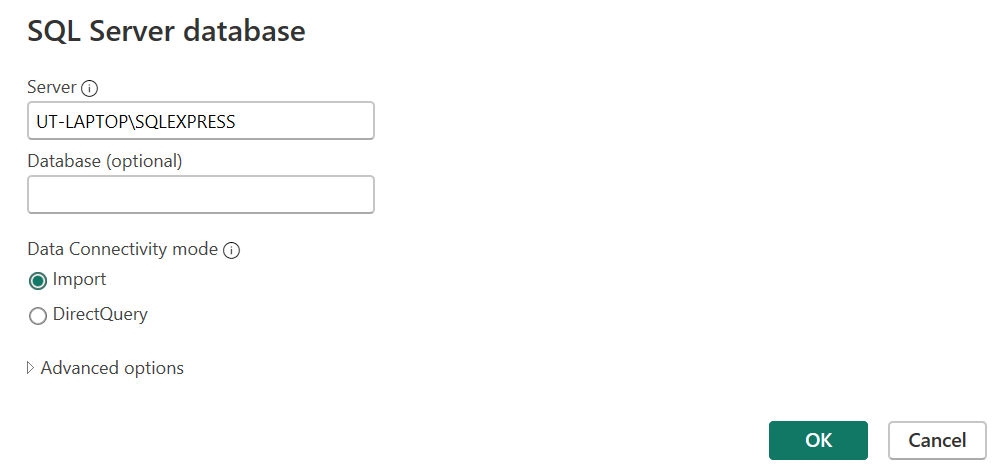 SQL Server database
Server
UT-LAPTOP\SQLEXPRESS
Database (optional)
Data Connectivity mode
Import
DirectQuery
Advanced options
OK Cancel